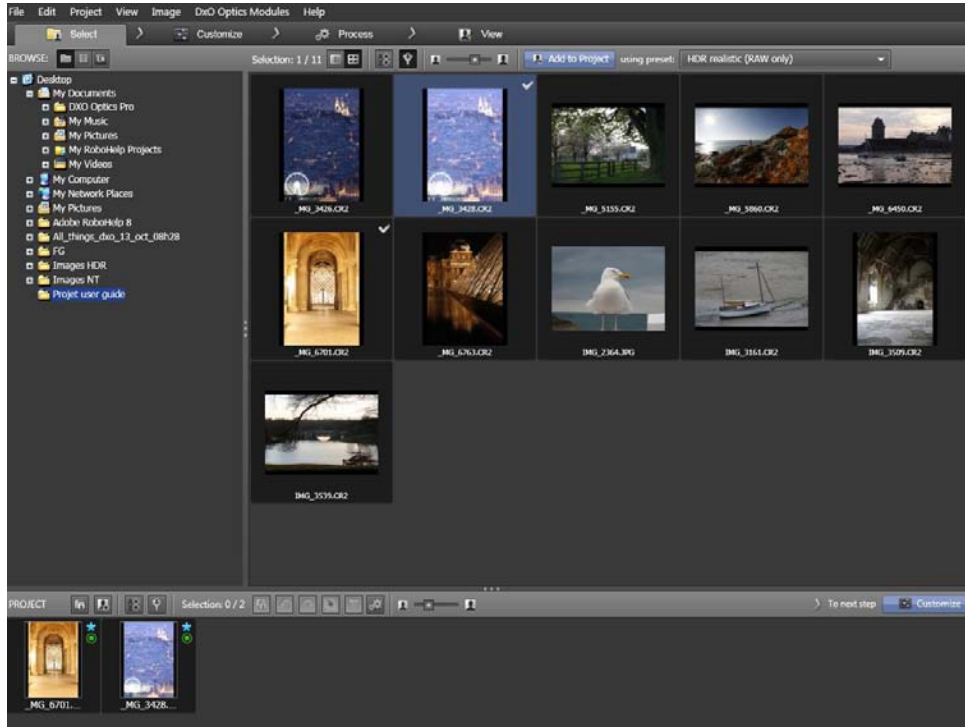 File Edit Project View Image DxO Optics Modules Help
Select Customize Process View
BROWSE: Selection: 1 / 11 Add to Project using preset: HDR realistic (RAW only)
Desktop
My Documents
DXO Optics Pro
My Music
My Pictures
My RoboHelp Projects
My Videos
My Computer
My Network Places
My Pictures
Adobe RoboHelp 8
All_things_dxo_13_oct_08h28
FG
Images HDR
Images NT
Projet user guide
_MG_3426.CR2 _MG_3428.CR2 _MG_5155.CR2 _MG_5860.CR2 _MG_6450.CR2
_MG_6701.CR2 _MG_6763.CR2 IMG_2364.JPG IMG_3161.CR2 IMG_3509.CR2
IMG_3539.CR2
PROJECT Selection: 0 / 2 To next step Customize
_MG_6701.... _MG_3428....